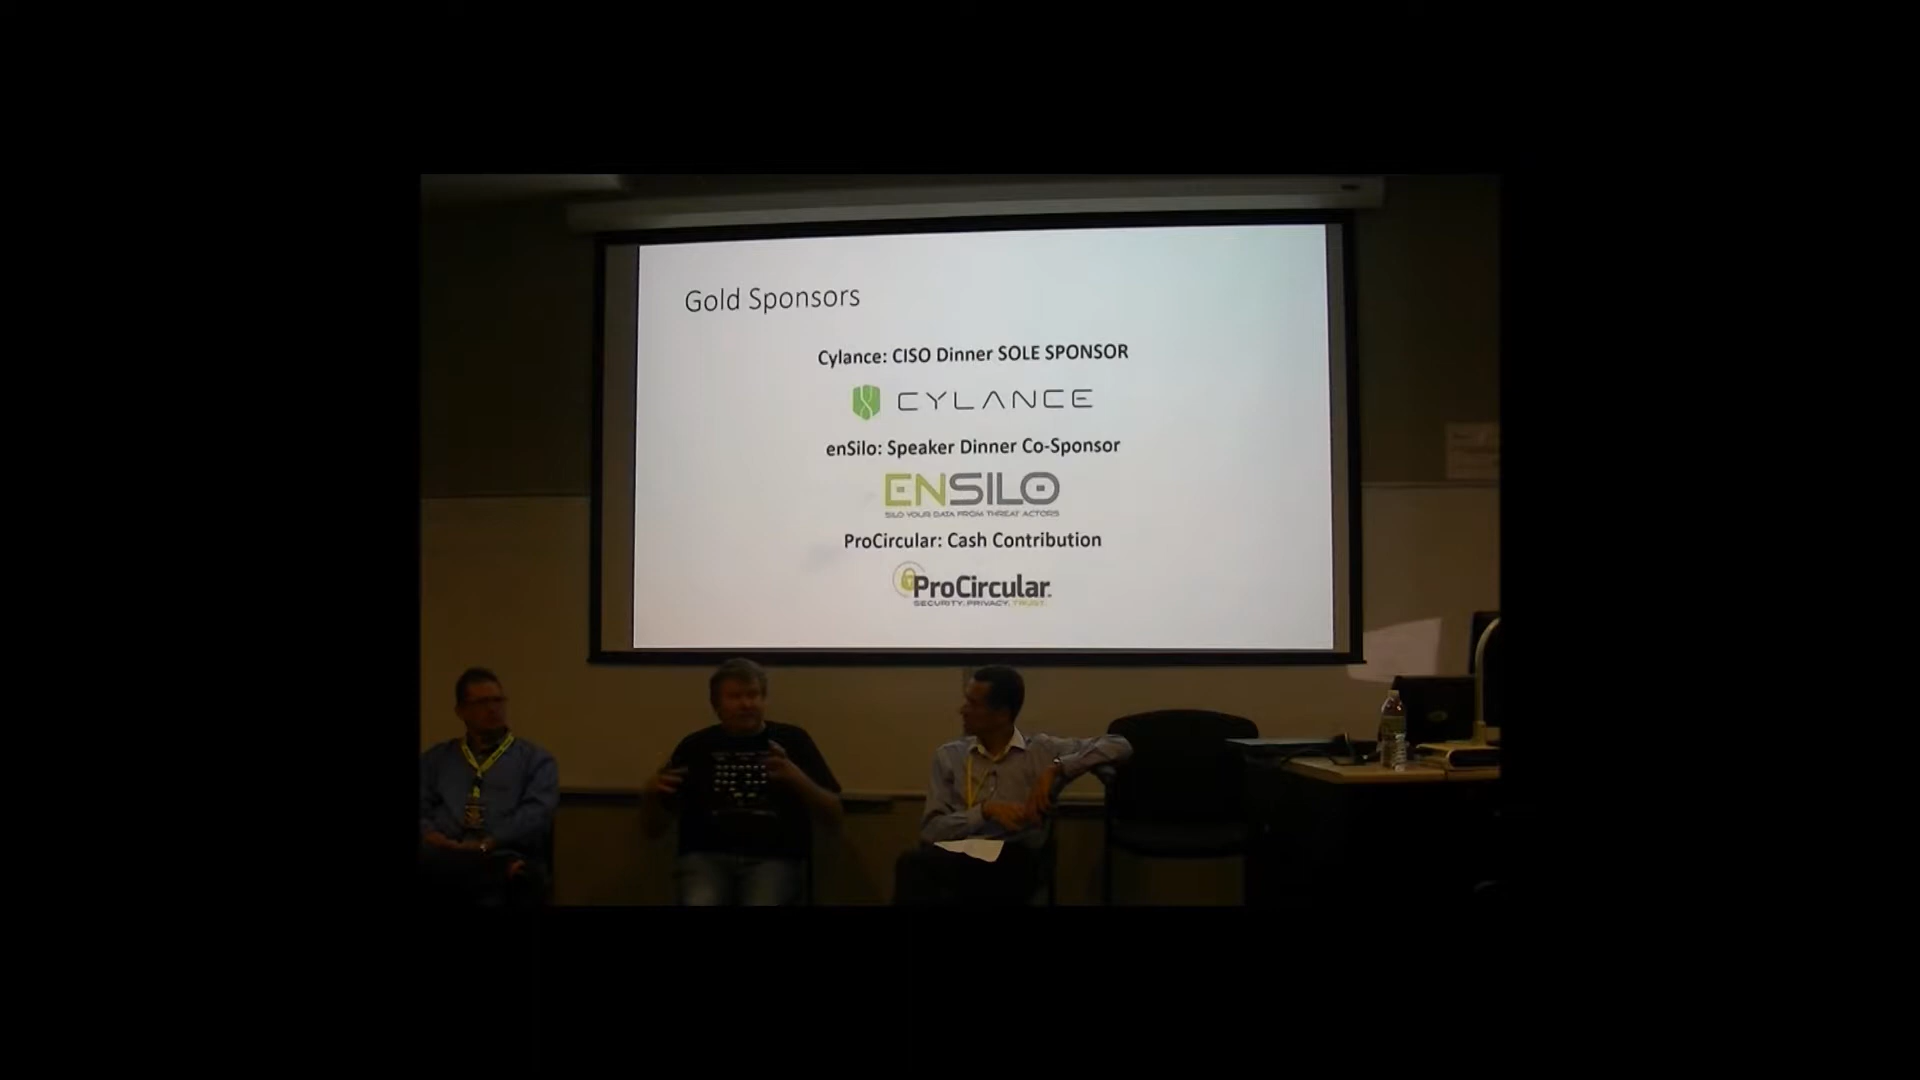 Gold Sponsors
Cylance: CISO Dinner SOLE SPONSOR
CYLANCE
enSilo: Speaker Dinner Co-Sponsor
ENSILO
SILO YOUR DATA FROM THREAT ACTORS
ProCircular: Cash Contribution
ProCircular.
SECURITY. PRIVACY. TRUST.